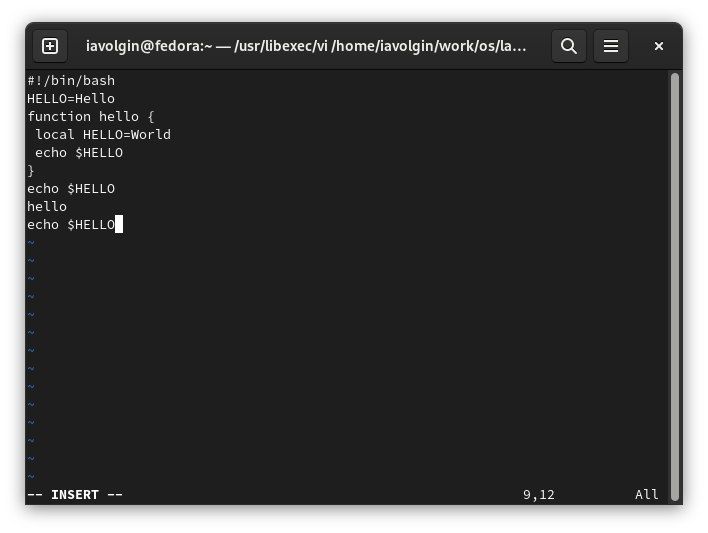 iavolgin@fedora:~ — /usr/libexec/vi /home/iavolgin/work/os/la…
#!/bin/bash
HELLO=Hello
function hello {
 local HELLO=World
 echo $HELLO
}
echo $HELLO
hello
echo $HELLO
~
~
~
~
~
~
~
~
~
~
~
~
~
~
-- INSERT -- 9,12 All